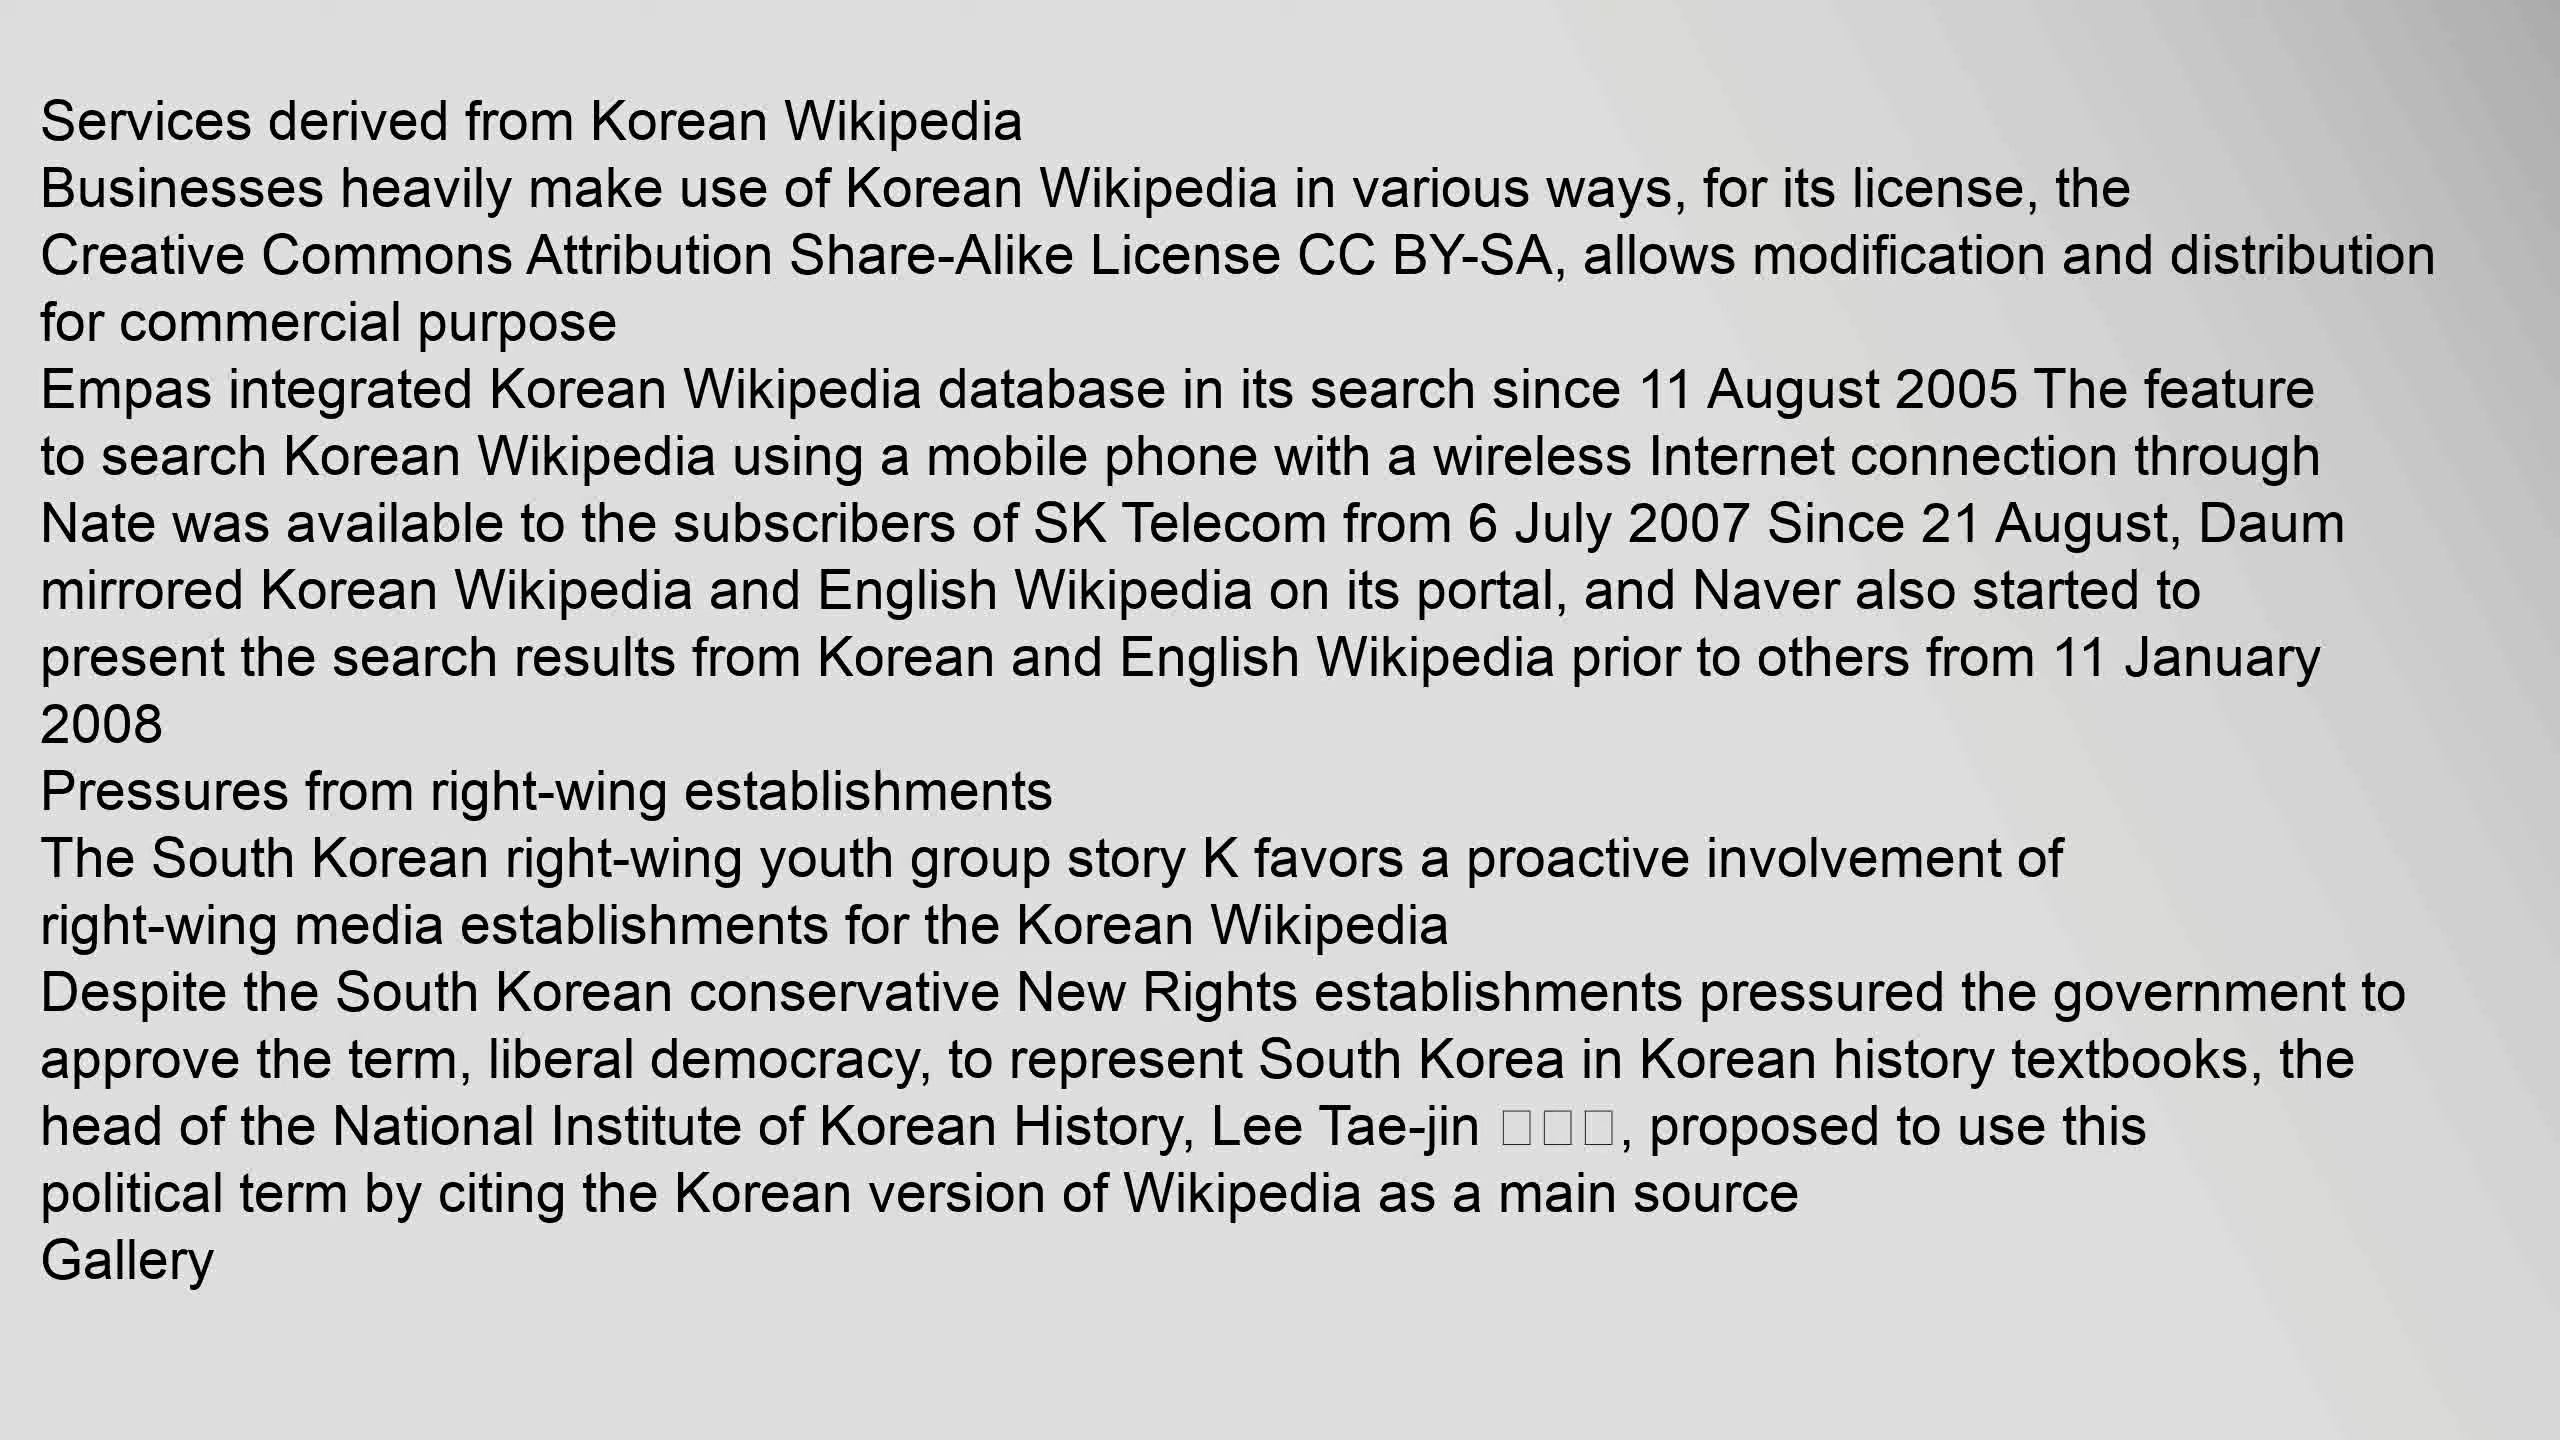 Services derived from Korean Wikipedia
Businesses heavily make use of Korean Wikipedia in various ways, for its license, the
Creative Commons Attribution Share-Alike License CC BY-SA, allows modification and distribution
for commercial purpose
Empas integrated Korean Wikipedia database in its search since 11 August 2005 The feature
to search Korean Wikipedia using a mobile phone with a wireless Internet connection through
Nate was available to the subscribers of SK Telecom from 6 July 2007 Since 21 August, Daum
mirrored Korean Wikipedia and English Wikipedia on its portal, and Naver also started to
present the search results from Korean and English Wikipedia prior to others from 11 January
2008
Pressures from right-wing establishments
The South Korean right-wing youth group story K favors a proactive involvement of
right-wing media establishments for the Korean Wikipedia
Despite the South Korean conservative New Rights establishments pressured the government to
approve the term, liberal democracy, to represent South Korea in Korean history textbooks, the
head of the National Institute of Korean History, Lee Tae-jin □□□, proposed to use this
political term by citing the Korean version of Wikipedia as a main source
Gallery